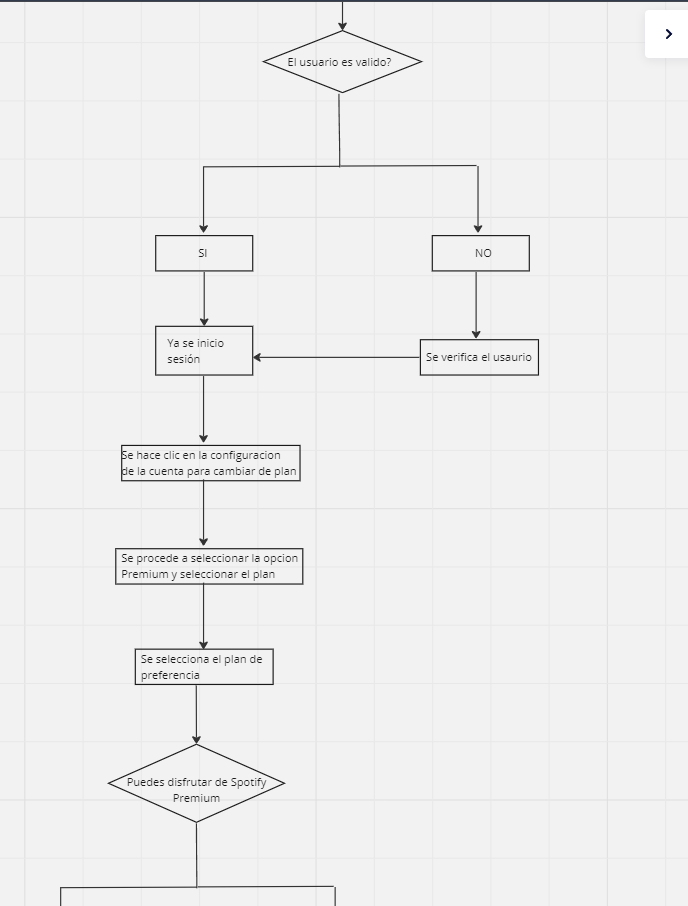 El usuario es valido?
SI
NO
Ya se inicio
sesión
Se verifica el usaurio
Se hace clic en la configuracion
de la cuenta para cambiar de plan
Se procede a seleccionar la opcion
Premium y seleccionar el plan
Se selecciona el plan de
preferencia
Puedes disfrutar de Spotify
Premium